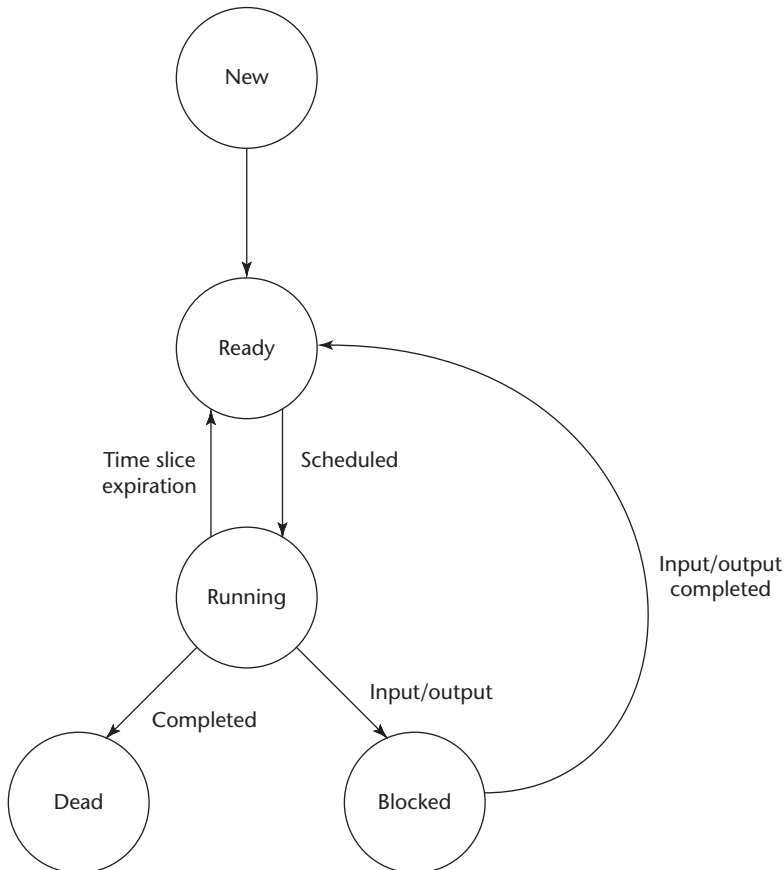 New
Ready
Time slice
expiration
Scheduled
Running
Input/output
completed
Input/output
Completed
Dead
Blocked